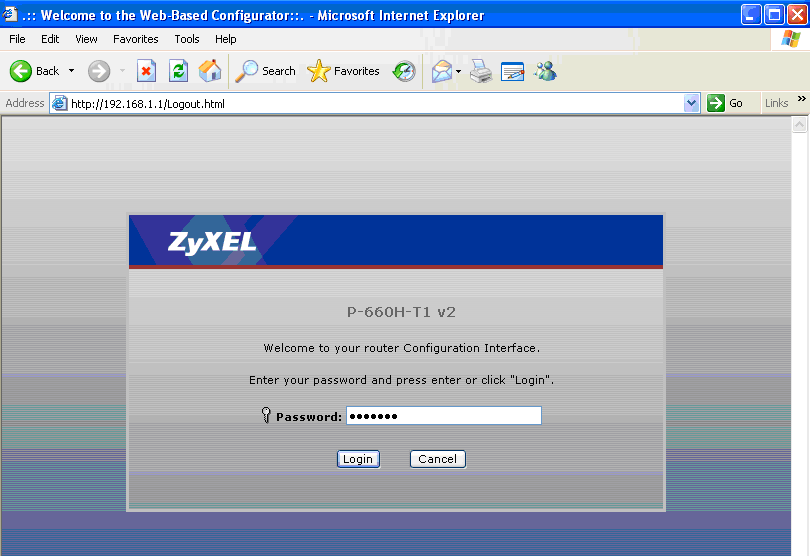 .:: Welcome to the Web-Based Configurator::. - Microsoft Internet Explorer
File Edit View Favorites Tools Help
Back Search Favorites
Address http://192.168.1.1/Logout.html Go Links »
ZyXEL
P-660H-T1 v2
Welcome to your router Configuration Interface.
Enter your password and press enter or click "Login".
Password: •••••••
Login Cancel